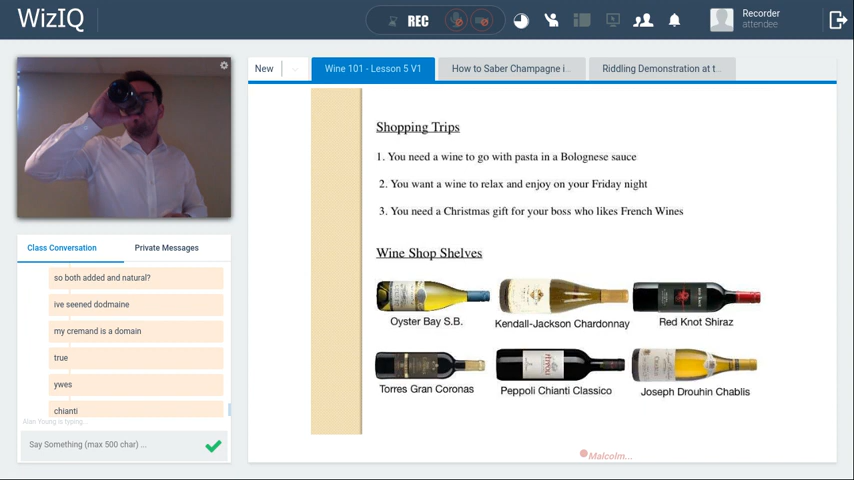 WizIQ
REC
Recorder
attendee
New
Wine 101 - Lesson 5 V1
How to Saber Champagne i...
Riddling Demonstration at t...
Shopping Trips
1. You need a wine to go with pasta in a Bolognese sauce
2. You want a wine to relax and enjoy on your Friday night
3. You need a Christmas gift for your boss who likes French Wines
Wine Shop Shelves
Oyster Bay S.B.
Kendall-Jackson Chardonnay
Red Knot Shiraz
Torres Gran Coronas
Peppoli Chianti Classico
Joseph Drouhin Chablis
Malcolm...
Class Conversation
Private Messages
so both added and natural?
ive seened dodmaine
my cremand is a domain
true
ywes
chianti
Alan Young is typing...
Say Something (max 500 char) ...